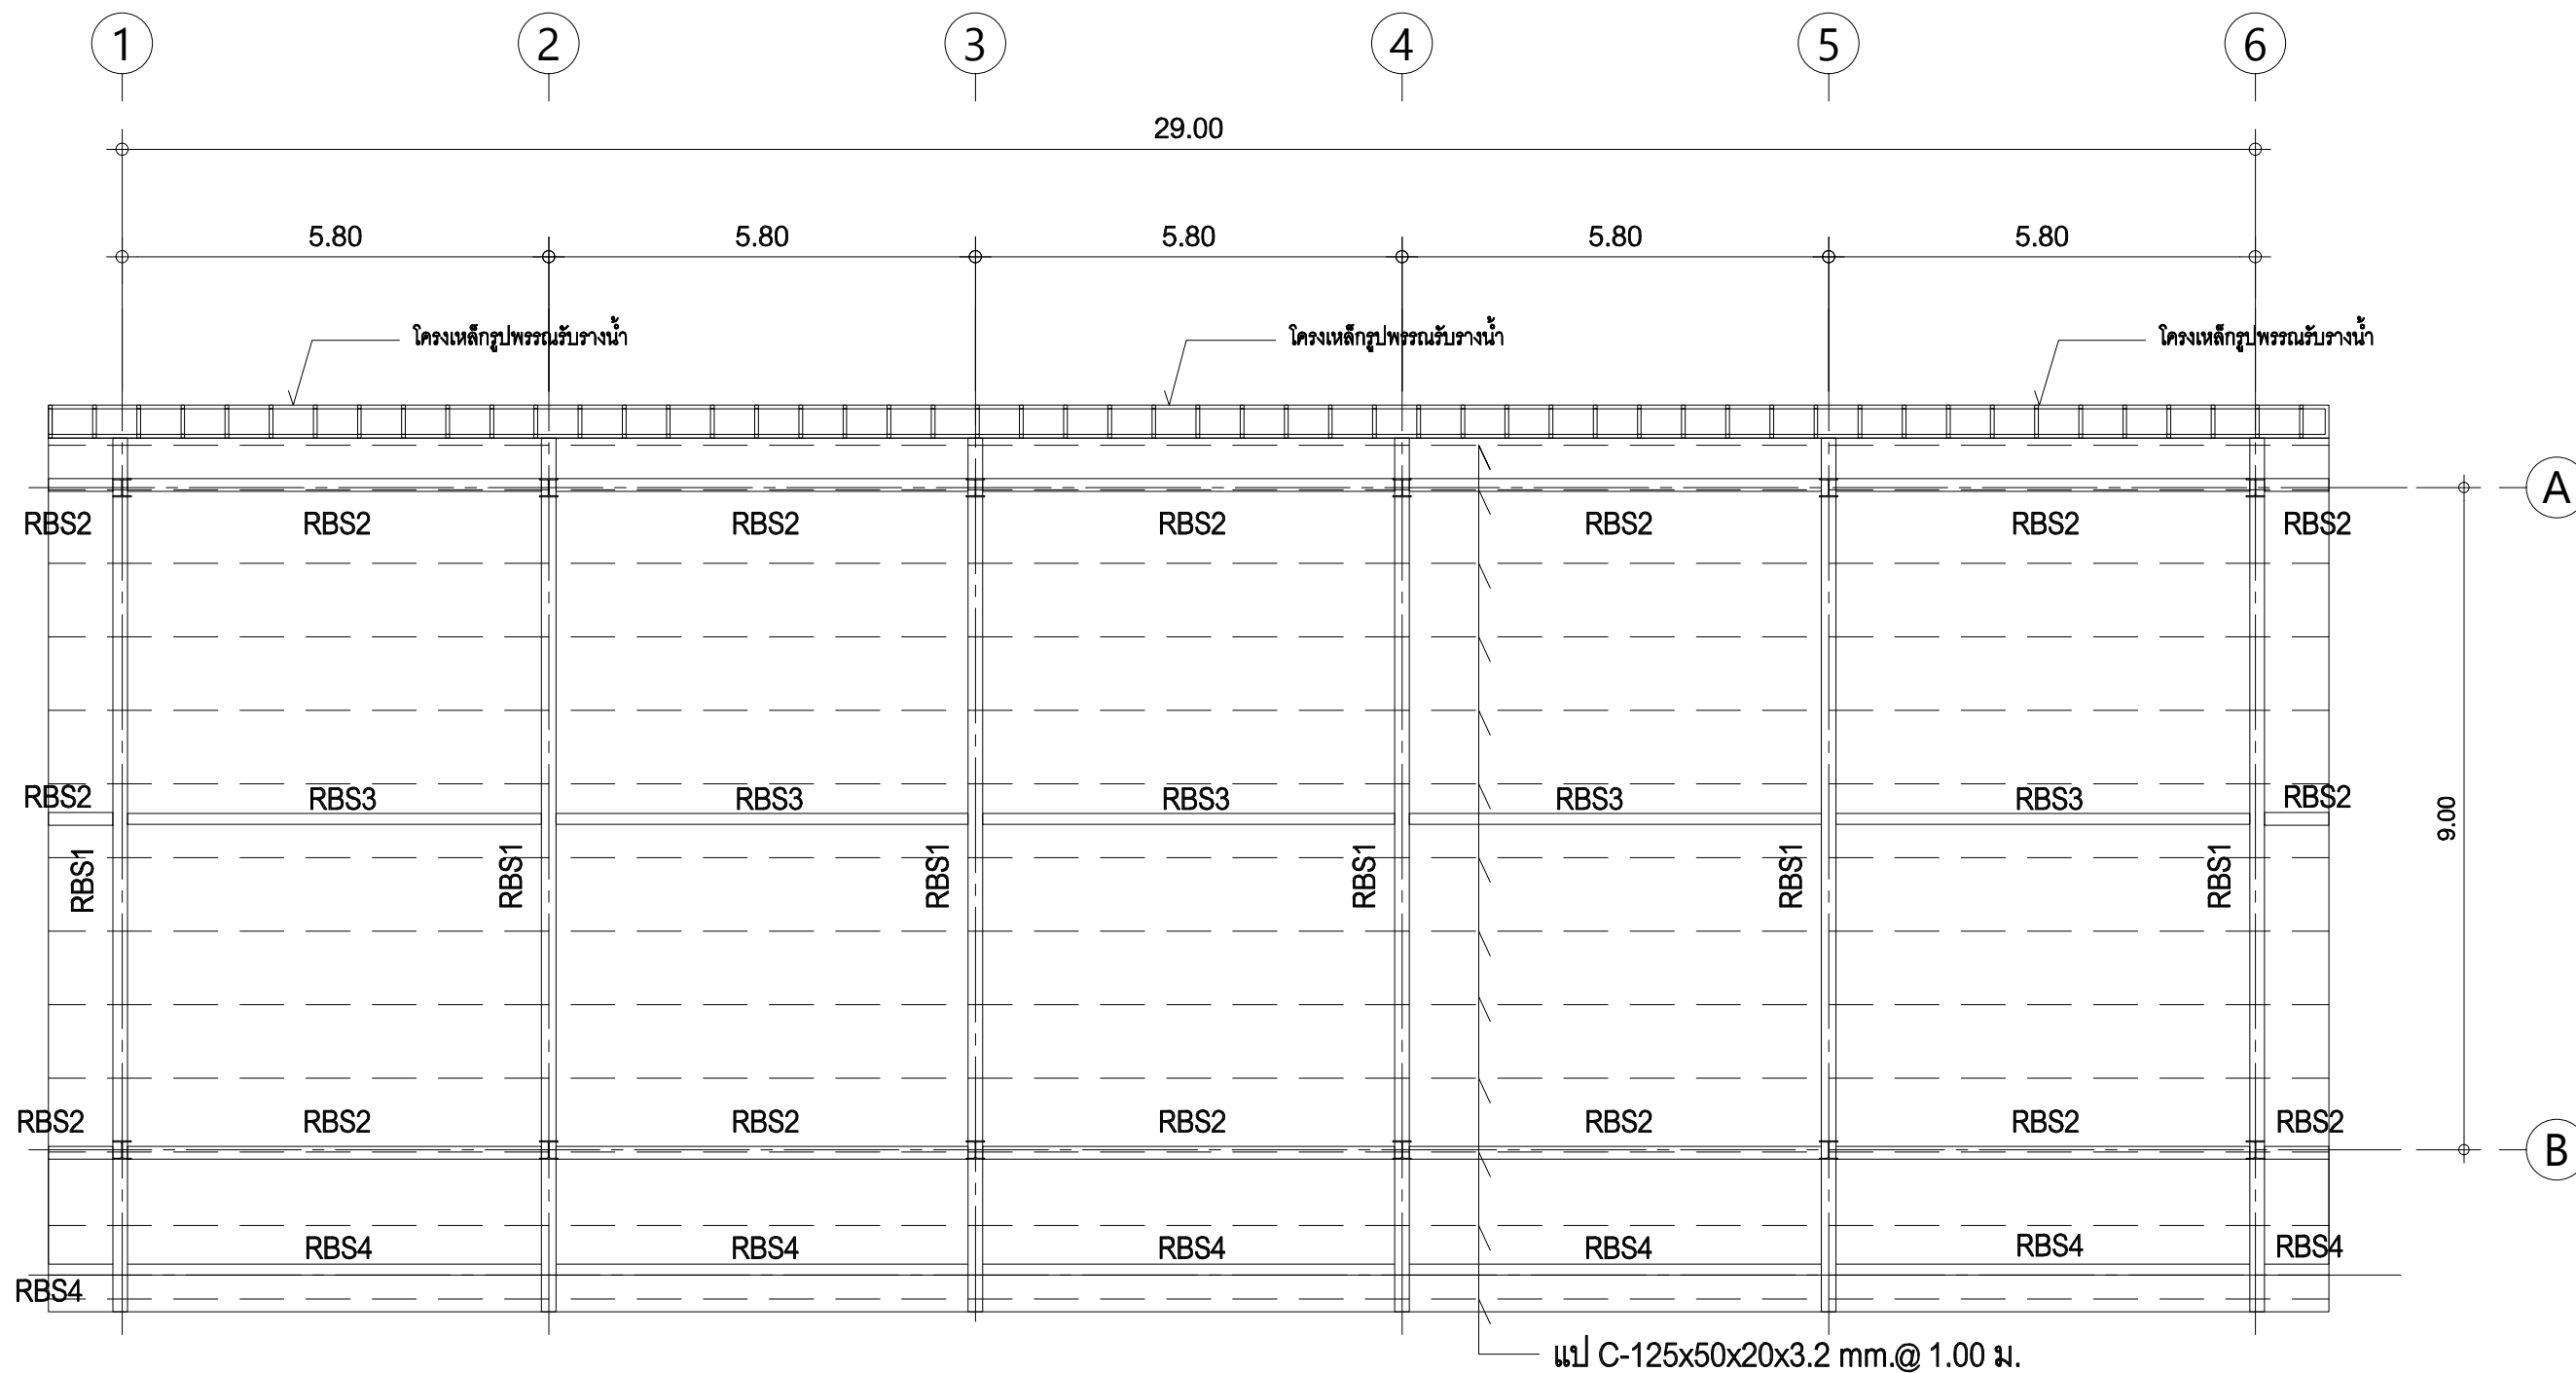 1 2 3 4 5 6
29.00
5.80 5.80 5.80 5.80 5.80
โครงเหล็กรูปพรรณรับรางน้ำ โครงเหล็กรูปพรรณรับรางน้ำ โครงเหล็กรูปพรรณรับรางน้ำ
A
RBS2 RBS2 RBS2 RBS2 RBS2 RBS2 RBS2
RBS2 RBS3 RBS3 RBS3 RBS3 RBS3 RBS2
9.00
RBS1 RBS1 RBS1 RBS1 RBS1 RBS1
RBS2 RBS2 RBS2 RBS2 RBS2 RBS2 RBS2
B
RBS4 RBS4 RBS4 RBS4 RBS4 RBS4
RBS4
แป C-125x50x20x3.2 mm.@ 1.00 ม.